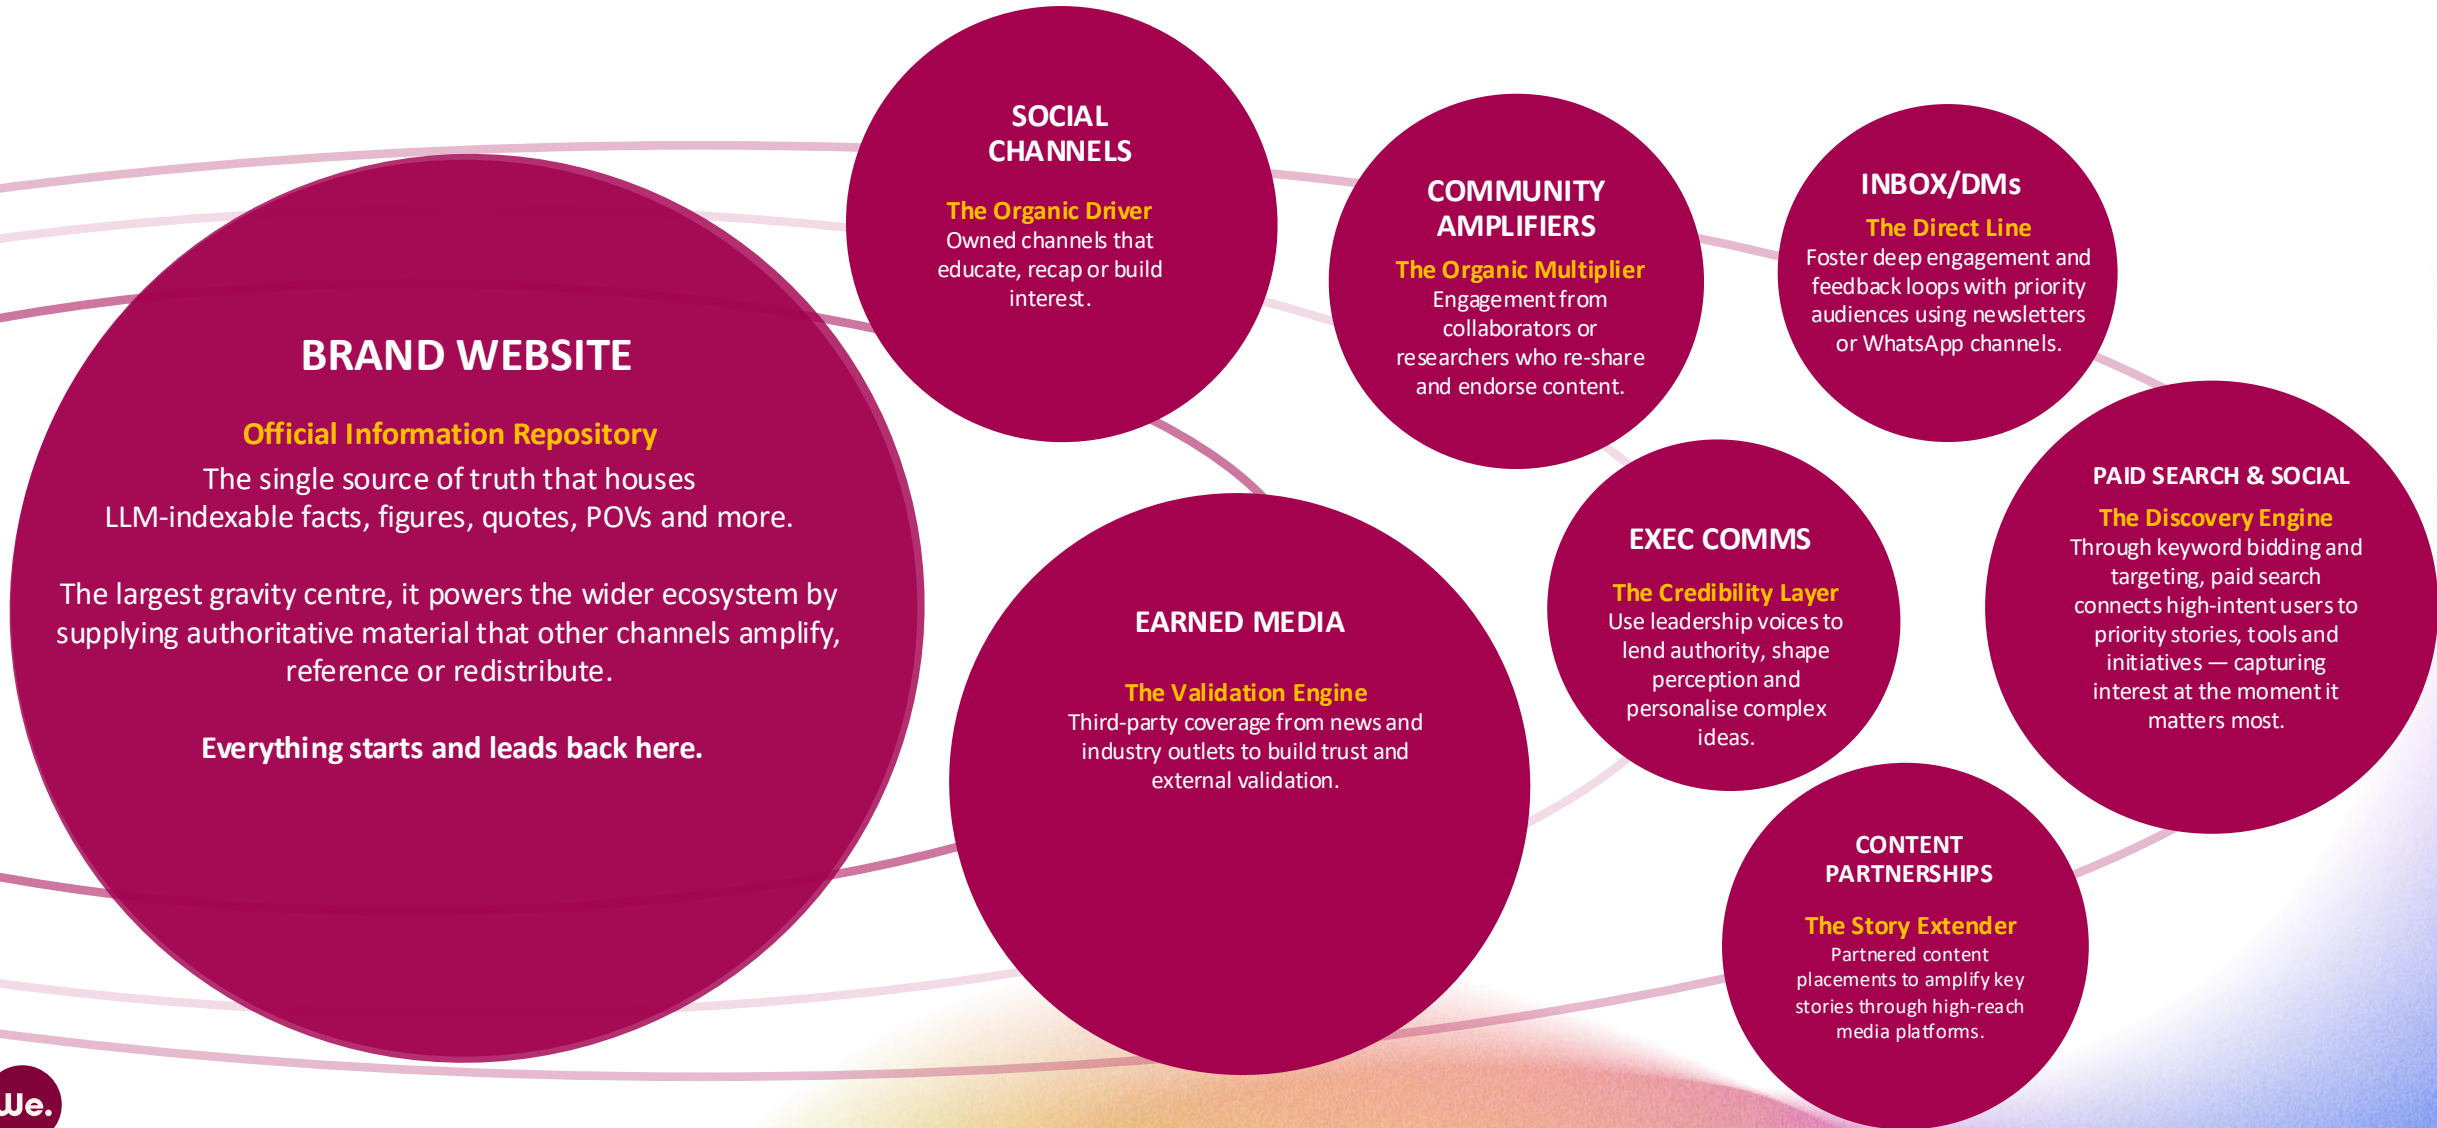 SOCIAL
CHANNELS
The Organic Driver
Owned channels that
educate, recap or build
interest.
COMMUNITY
AMPLIFIERS
The Organic Multiplier
Engagement from
collaborators or
researchers who re-share
and endorse content.
INBOX/DMs
The Direct Line
Foster deep engagement and
feedback loops with priority
audiences using newsletters
or WhatsApp channels.
BRAND WEBSITE
Official Information Repository
The single source of truth that houses
LLM-indexable facts, figures, quotes, POVs and more.
The largest gravity centre, it powers the wider ecosystem by
supplying authoritative material that other channels amplify,
reference or redistribute.
Everything starts and leads back here.
EARNED MEDIA
The Validation Engine
Third-party coverage from news and
industry outlets to build trust and
external validation.
EXEC COMMS
The Credibility Layer
Use leadership voices to
lend authority, shape
perception and
personalise complex
ideas.
PAID SEARCH & SOCIAL
The Discovery Engine
Through keyword bidding and
targeting, paid search
connects high-intent users to
priority stories, tools and
initiatives — capturing
interest at the moment it
matters most.
CONTENT
PARTNERSHIPS
The Story Extender
Partnered content
placements to amplify key
stories through high-reach
media platforms.
We.